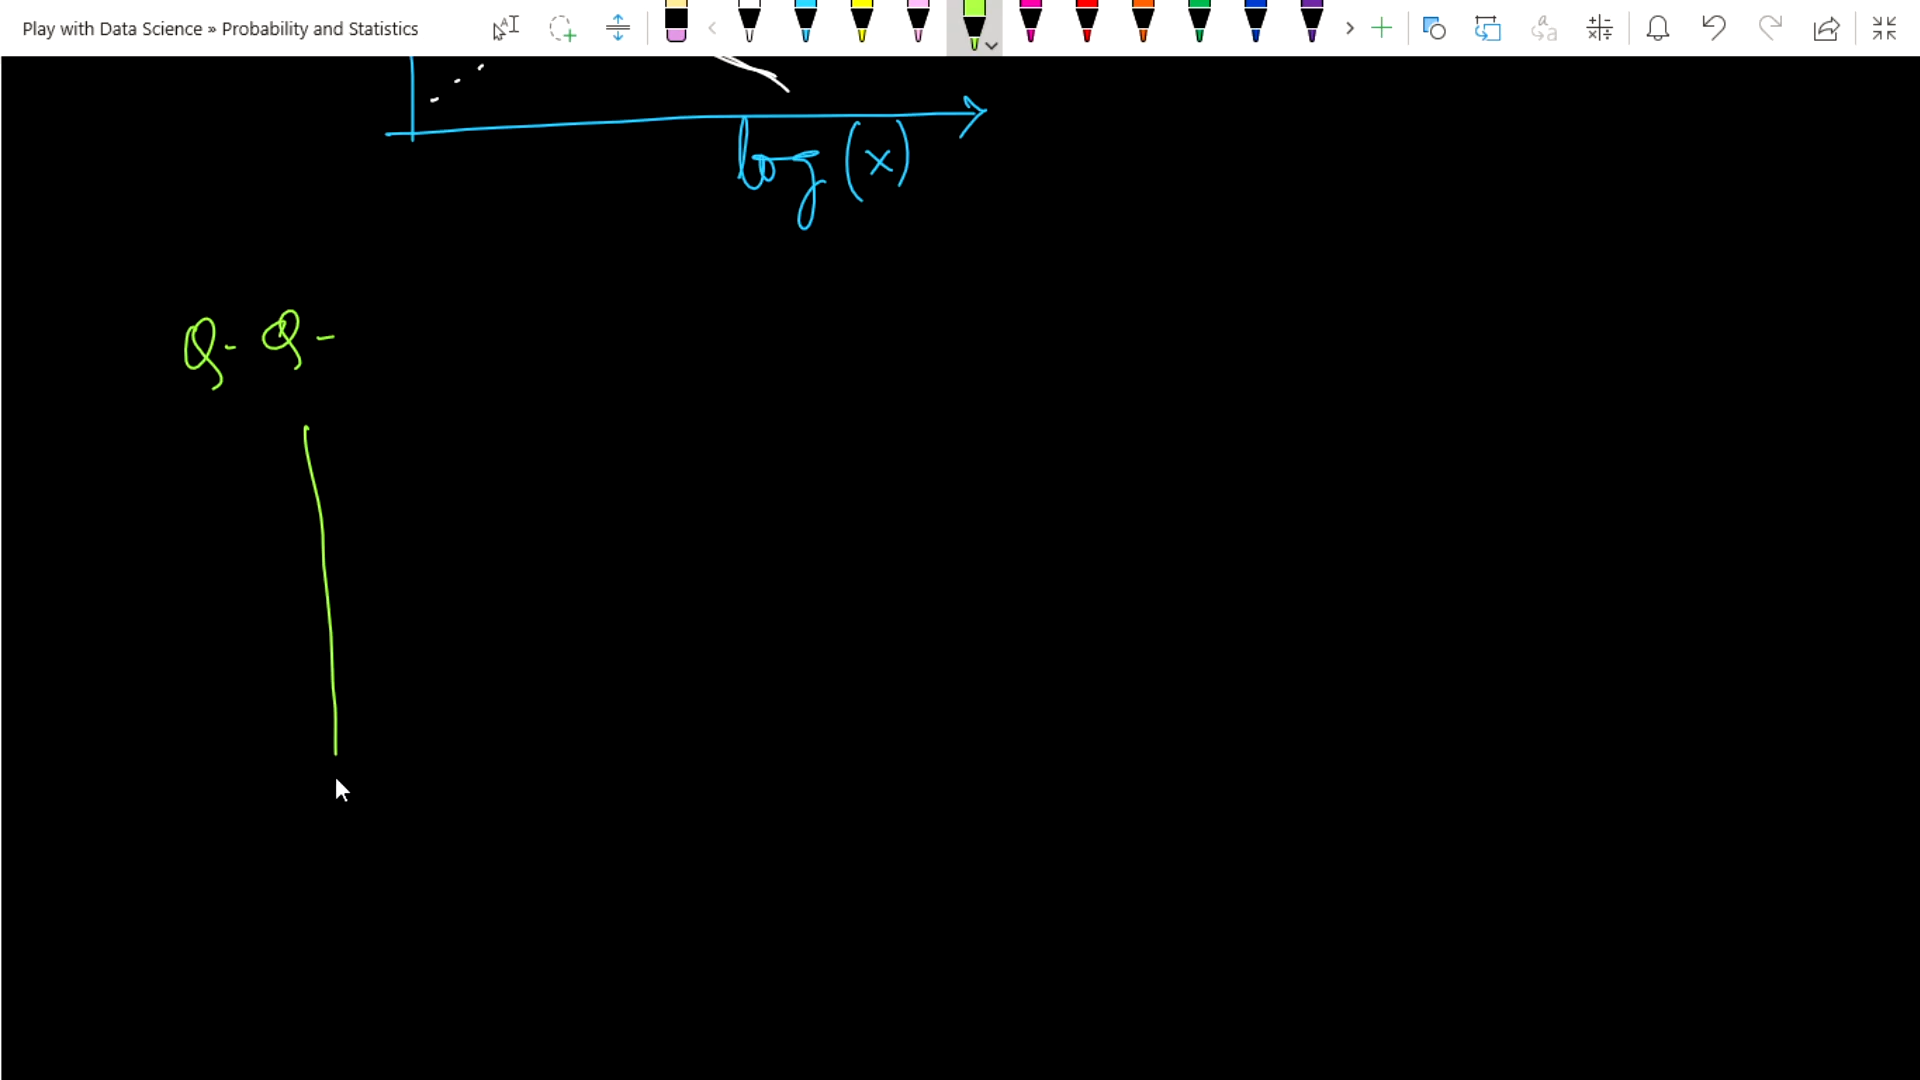 Play with Data Science » Probability and Statistics
log (x)
Q- Q-